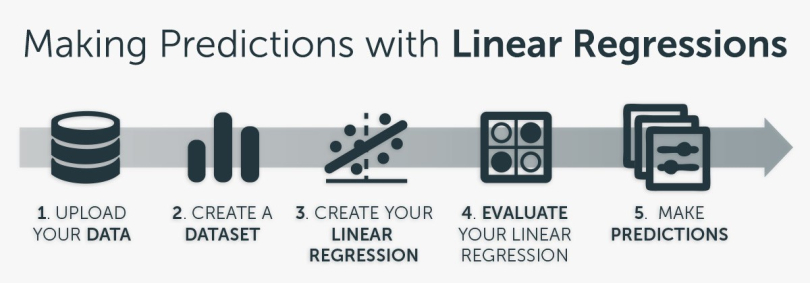 Making Predictions with Linear Regressions
1. UPLOAD
YOUR DATA
2. CREATE A
DATASET
3. CREATE YOUR
LINEAR
REGRESSION
4. EVALUATE
YOUR LINEAR
REGRESSION
5. MAKE
PREDICTIONS